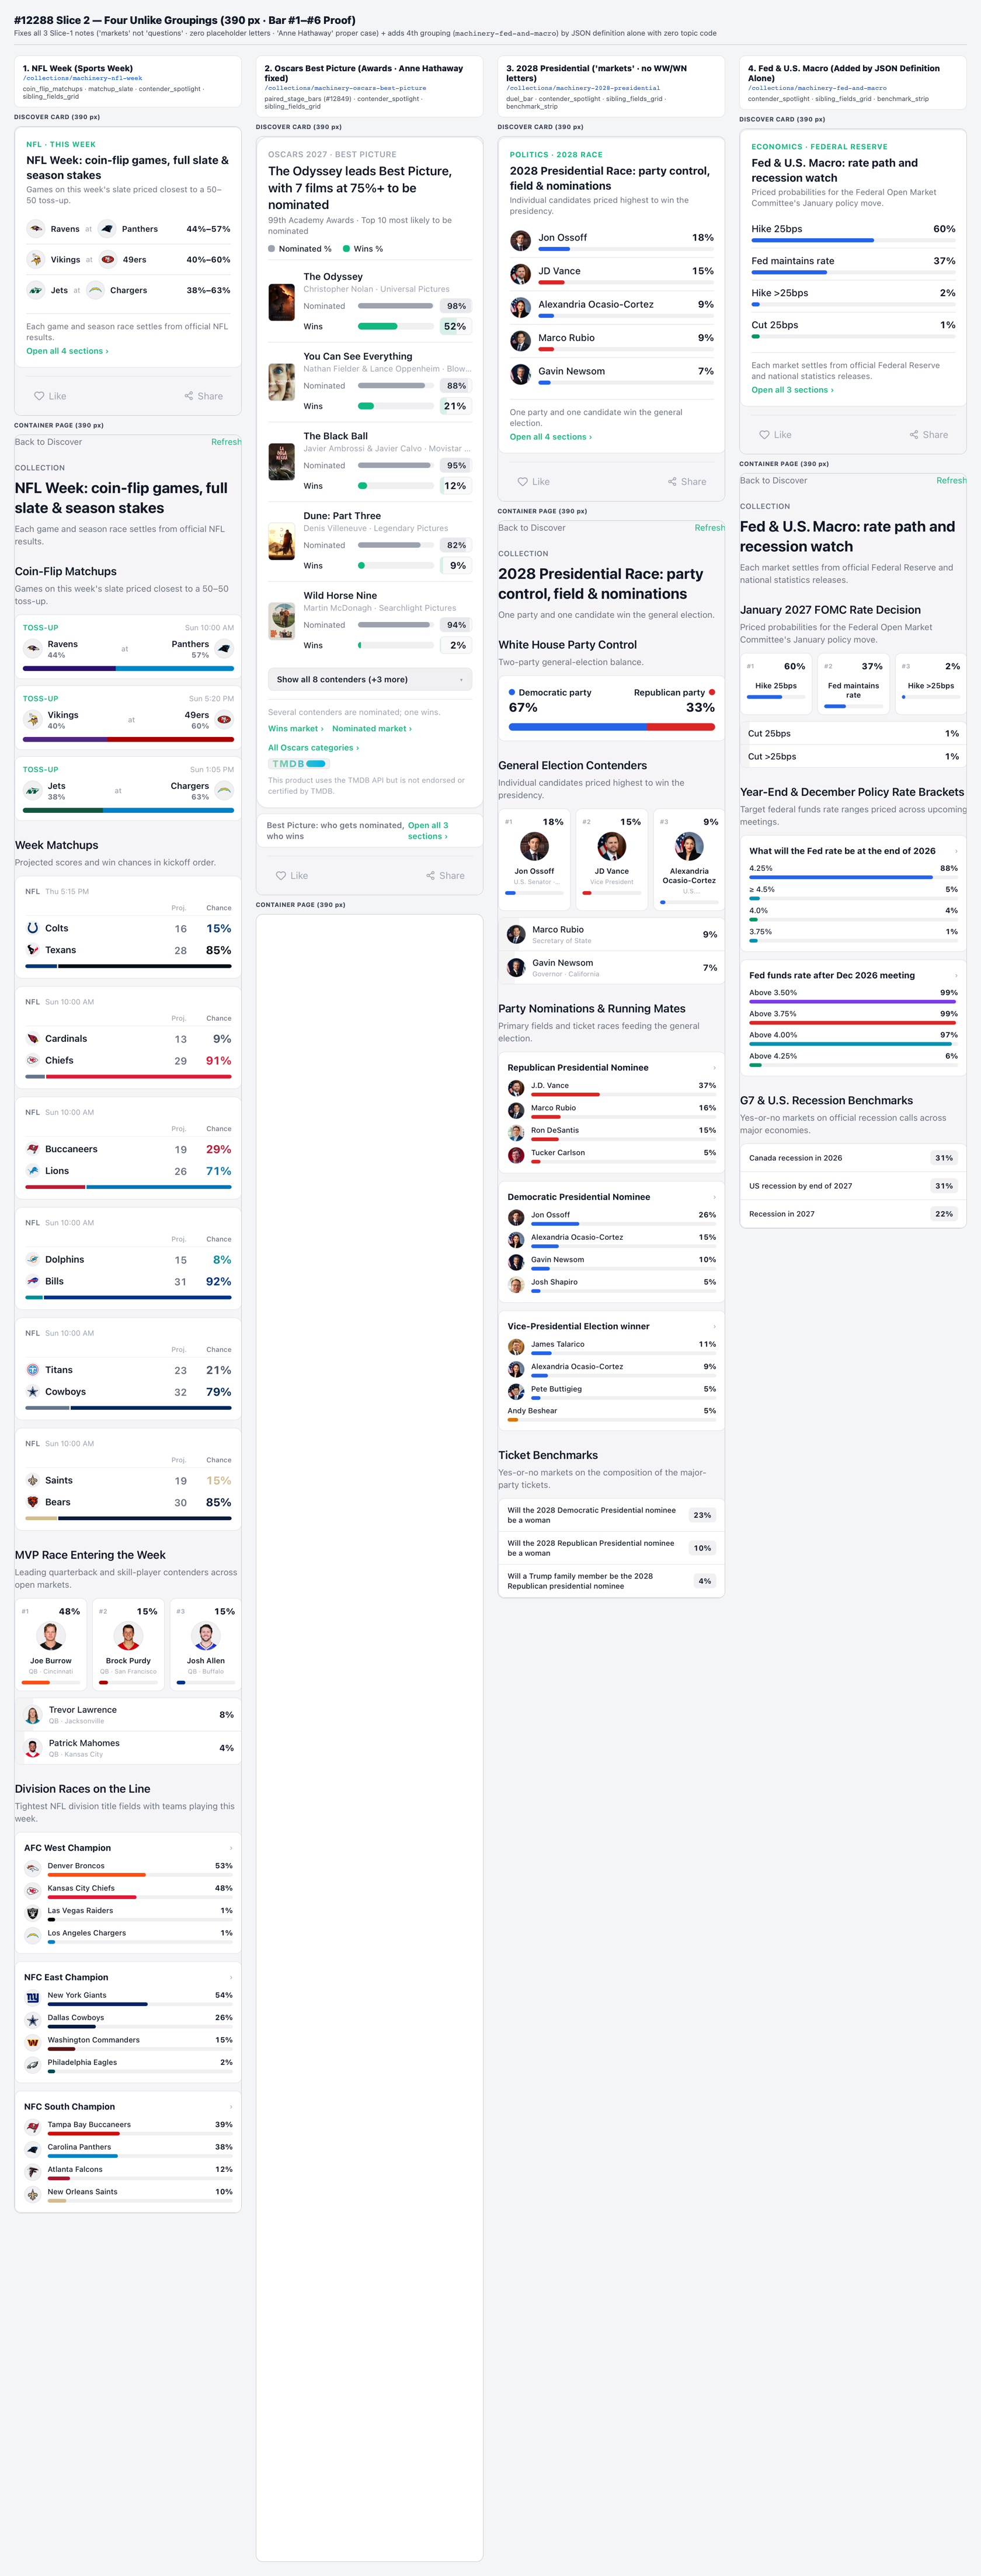 #12288 Slice 2 — Four Unlike Groupings (390 px · Bar #1–#6 Proof)
Fixes all 3 Slice-1 notes ('markets' not 'questions' · zero placeholder letters · 'Anne Hathaway' proper case) + adds 4th grouping (machinery-fed-and-macro) by JSON definition alone with zero topic code
1. NFL Week (Sports Week)
/collections/machinery-nfl-week
coin_flip_matchups · matchup_slate · contender_spotlight ·
sibling_fields_grid
DISCOVER CARD (390 px)
NFL · THIS WEEK
NFL Week: coin-flip games, full slate &
season stakes
Games on this week's slate priced closest to a 50–
50 toss-up.
Ravens at Panthers 44%–57%
Vikings at 49ers 40%–60%
Jets at Chargers 38%–63%
Each game and season race settles from official NFL
results.
Open all 4 sections ›
Like Share
CONTAINER PAGE (390 px)
Back to Discover Refresh
COLLECTION
NFL Week: coin-flip games, full
slate & season stakes
Each game and season race settles from official NFL
results.
Coin-Flip Matchups
Games on this week's slate priced closest to a 50–50
toss-up.
TOSS-UP Sun 10:00 AM
Ravens at Panthers
44% 57%
TOSS-UP Sun 5:20 PM
Vikings at 49ers
40% 60%
TOSS-UP Sun 1:05 PM
Jets at Chargers
38% 63%
Week Matchups
Projected scores and win chances in kickoff order.
NFL Thu 5:15 PM
Proj. Chance
Colts 16 15%
Texans 28 85%
NFL Sun 10:00 AM
Proj. Chance
Cardinals 13 9%
Chiefs 29 91%
NFL Sun 10:00 AM
Proj. Chance
Buccaneers 19 29%
Lions 26 71%
NFL Sun 10:00 AM
Proj. Chance
Dolphins 15 8%
Bills 31 92%
NFL Sun 10:00 AM
Proj. Chance
Titans 23 21%
Cowboys 32 79%
NFL Sun 10:00 AM
Proj. Chance
Saints 19 15%
Bears 30 85%
MVP Race Entering the Week
Leading quarterback and skill-player contenders across
open markets.
#1 48% #2 15% #3 15%
Joe Burrow Brock Purdy Josh Allen
QB · Cincinnati QB · San Francisco QB · Buffalo
Trevor Lawrence 8%
QB · Jacksonville
Patrick Mahomes 4%
QB · Kansas City
Division Races on the Line
Tightest NFL division title fields with teams playing this
week.
AFC West Champion ›
Denver Broncos 53%
Kansas City Chiefs 48%
Las Vegas Raiders 1%
Los Angeles Chargers 1%
NFC East Champion ›
New York Giants 54%
Dallas Cowboys 26%
Washington Commanders 15%
Philadelphia Eagles 2%
NFC South Champion ›
Tampa Bay Buccaneers 39%
Carolina Panthers 38%
Atlanta Falcons 12%
New Orleans Saints 10%
2. Oscars Best Picture (Awards · Anne Hathaway
fixed)
/collections/machinery-oscars-best-picture
paired_stage_bars (#12849) · contender_spotlight ·
sibling_fields_grid
DISCOVER CARD (390 px)
OSCARS 2027 · BEST PICTURE
The Odyssey leads Best Picture,
with 7 films at 75%+ to be
nominated
99th Academy Awards · Top 10 most likely to be
nominated
Nominated % Wins %
The Odyssey
Christopher Nolan · Universal Pictures
Nominated 98%
Wins 52%
You Can See Everything
Nathan Fielder & Lance Oppenheim · Blow...
Nominated 88%
Wins 21%
The Black Ball
Javier Ambrossi & Javier Calvo · Movistar ...
Nominated 95%
Wins 12%
Dune: Part Three
Denis Villeneuve · Legendary Pictures
Nominated 82%
Wins 9%
Wild Horse Nine
Martin McDonagh · Searchlight Pictures
Nominated 94%
Wins 2%
Show all 8 contenders (+3 more)
Several contenders are nominated; one wins.
Wins market › Nominated market ›
All Oscars categories ›
TMDB
This product uses the TMDB API but is not endorsed or
certified by TMDB.
Best Picture: who gets nominated, Open all 3
who wins sections ›
Like Share
CONTAINER PAGE (390 px)
3. 2028 Presidential ('markets' · no WW/WN
letters)
/collections/machinery-2028-presidential
duel_bar · contender_spotlight · sibling_fields_grid ·
benchmark_strip
DISCOVER CARD (390 px)
POLITICS · 2028 RACE
2028 Presidential Race: party control,
field & nominations
Individual candidates priced highest to win the
presidency.
Jon Ossoff 18%
JD Vance 15%
Alexandria Ocasio-Cortez 9%
Marco Rubio 9%
Gavin Newsom 7%
One party and one candidate win the general
election.
Open all 4 sections ›
Like Share
CONTAINER PAGE (390 px)
Back to Discover Refresh
COLLECTION
2028 Presidential Race: party
control, field & nominations
One party and one candidate win the general election.
White House Party Control
Two-party general-election balance.
Democratic party Republican party
67% 33%
General Election Contenders
Individual candidates priced highest to win the
presidency.
#1 18% #2 15% #3 9%
Jon Ossoff JD Vance Alexandria
Ocasio-Cortez
U.S. Senator · ... Vice President U.S....
Marco Rubio 9%
Secretary of State
Gavin Newsom 7%
Governor · California
Party Nominations & Running Mates
Primary fields and ticket races feeding the general
election.
Republican Presidential Nominee ›
J.D. Vance 37%
Marco Rubio 16%
Ron DeSantis 15%
Tucker Carlson 5%
Democratic Presidential Nominee ›
Jon Ossoff 26%
Alexandria Ocasio-Cortez 15%
Gavin Newsom 10%
Josh Shapiro 5%
Vice-Presidential Election winner ›
James Talarico 11%
Alexandria Ocasio-Cortez 9%
Pete Buttigieg 5%
Andy Beshear 5%
Ticket Benchmarks
Yes-or-no markets on the composition of the major-
party tickets.
Will the 2028 Democratic Presidential nominee
be a woman 23%
Will the 2028 Republican Presidential nominee
be a woman 10%
Will a Trump family member be the 2028
Republican presidential nominee 4%
4. Fed & U.S. Macro (Added by JSON Definition
Alone)
/collections/machinery-fed-and-macro
contender_spotlight · sibling_fields_grid · benchmark_strip
DISCOVER CARD (390 px)
ECONOMICS · FEDERAL RESERVE
Fed & U.S. Macro: rate path and
recession watch
Priced probabilities for the Federal Open Market
Committee's January policy move.
Hike 25bps 60%
Fed maintains rate 37%
Hike >25bps 2%
Cut 25bps 1%
Each market settles from official Federal Reserve
and national statistics releases.
Open all 3 sections ›
Like Share
CONTAINER PAGE (390 px)
Back to Discover Refresh
COLLECTION
Fed & U.S. Macro: rate path and
recession watch
Each market settles from official Federal Reserve and
national statistics releases.
January 2027 FOMC Rate Decision
Priced probabilities for the Federal Open Market
Committee's January policy move.
#1 60% #2 37% #3 2%
Hike 25bps Fed maintains Hike >25bps
rate
Cut 25bps 1%
Cut >25bps 1%
Year-End & December Policy Rate Brackets
Target federal funds rate ranges priced across upcoming
meetings.
What will the Fed rate be at the end of 2026 ›
4.25% 88%
≥ 4.5% 5%
4.0% 4%
3.75% 1%
Fed funds rate after Dec 2026 meeting ›
Above 3.50% 99%
Above 3.75% 99%
Above 4.00% 97%
Above 4.25% 6%
G7 & U.S. Recession Benchmarks
Yes-or-no markets on official recession calls across
major economies.
Canada recession in 2026 31%
US recession by end of 2027 31%
Recession in 2027 22%